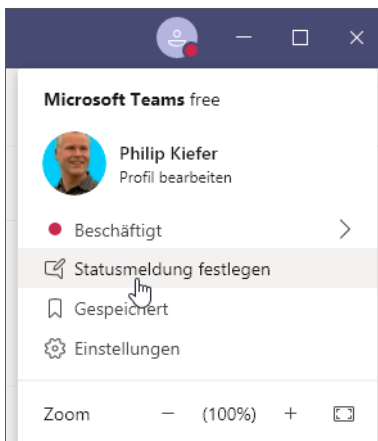 Microsoft Teams free
Philip Kiefer
Profil bearbeiten
Beschäftigt
Statusmeldung festlegen
Gespeichert
Einstellungen
Zoom − (100%) +